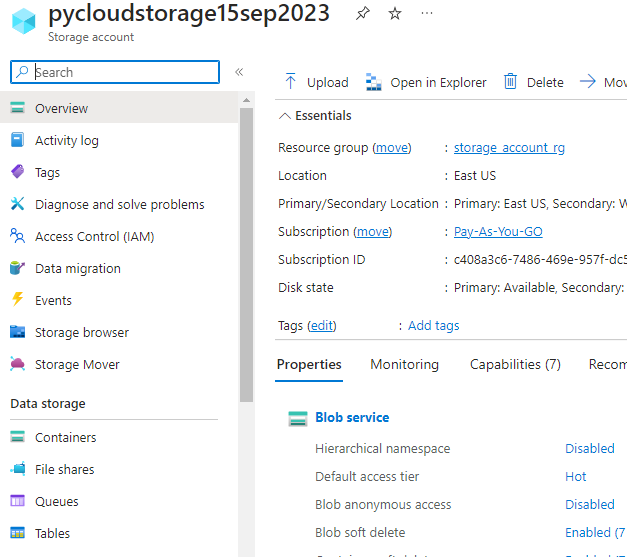 pycloudstorage15sep2023
Storage account
Search
Overview
Activity log
Tags
Diagnose and solve problems
Access Control (IAM)
Data migration
Events
Storage browser
Storage Mover
Data storage
Containers
File shares
Queues
Tables
Upload
Open in Explorer
Delete
Mov
Essentials
Resource group (move) : storage_account_rg
Location : East US
Primary/Secondary Location : Primary: East US, Secondary: W
Subscription (move) : Pay-As-You-GO
Subscription ID : c408a3c6-7486-469e-957f-dc5
Disk state : Primary: Available, Secondary:
Tags (edit) : Add tags
Properties
Monitoring
Capabilities (7)
Recom
Blob service
Hierarchical namespace Disabled
Default access tier Hot
Blob anonymous access Disabled
Blob soft delete Enabled (7